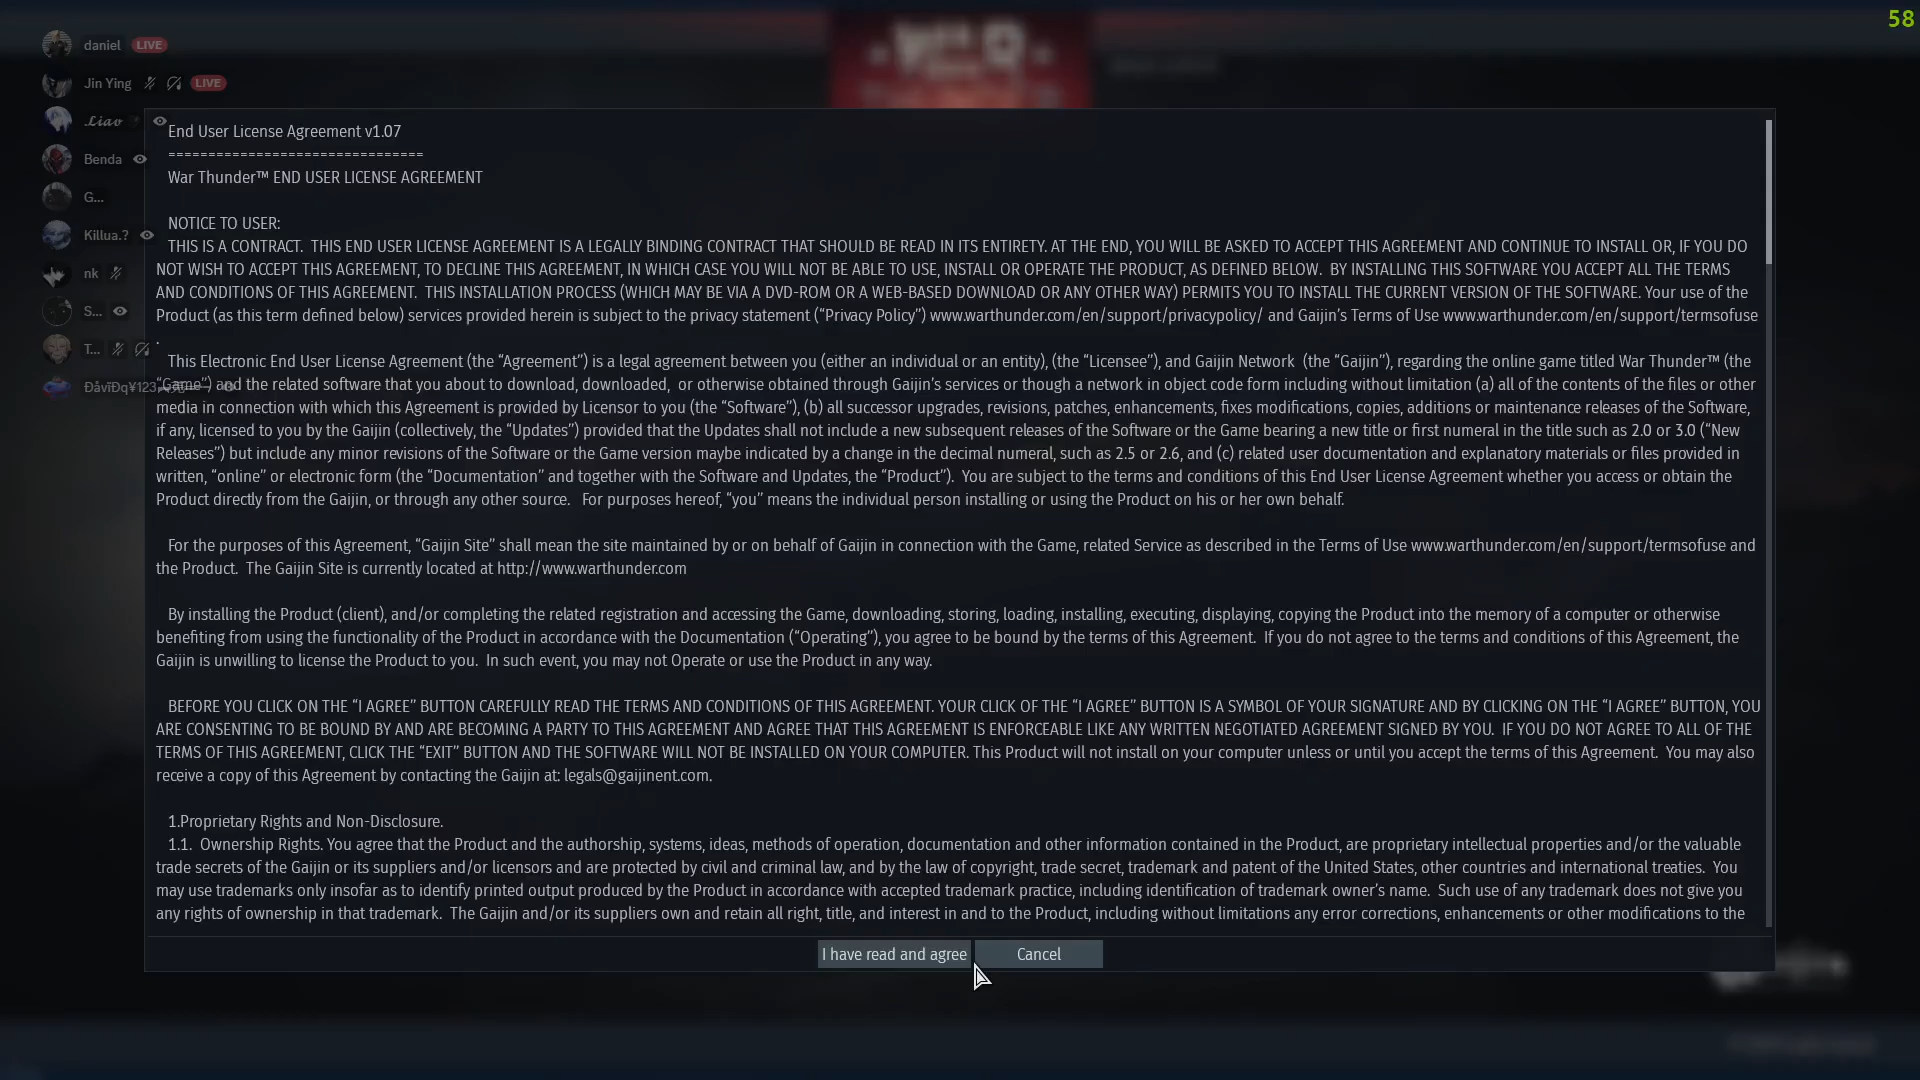 58
daniel LIVE
Jin Ying LIVE
𝓛𝓲𝓪𝓸
Benda
G...
Killua.?
nk
S...
T...
End User License Agreement v1.07
================================
War Thunder™ END USER LICENSE AGREEMENT
NOTICE TO USER:
THIS IS A CONTRACT.  THIS END USER LICENSE AGREEMENT IS A LEGALLY BINDING CONTRACT THAT SHOULD BE READ IN ITS ENTIRETY. AT THE END, YOU WILL BE ASKED TO ACCEPT THIS AGREEMENT AND CONTINUE TO INSTALL OR, IF YOU DO
NOT WISH TO ACCEPT THIS AGREEMENT, TO DECLINE THIS AGREEMENT, IN WHICH CASE YOU WILL NOT BE ABLE TO USE, INSTALL OR OPERATE THE PRODUCT, AS DEFINED BELOW.  BY INSTALLING THIS SOFTWARE YOU ACCEPT ALL THE TERMS
AND CONDITIONS OF THIS AGREEMENT.  THIS INSTALLATION PROCESS (WHICH MAY BE VIA A DVD-ROM OR A WEB-BASED DOWNLOAD OR ANY OTHER WAY) PERMITS YOU TO INSTALL THE CURRENT VERSION OF THE SOFTWARE. Your use of the
Product (as this term defined below) services provided herein is subject to the privacy statement (“Privacy Policy”) www.warthunder.com/en/support/privacypolicy/ and Gaijin’s Terms of Use www.warthunder.com/en/support/termsofuse
.
This Electronic End User License Agreement (the “Agreement”) is a legal agreement between you (either an individual or an entity), (the “Licensee”), and Gaijin Network  (the “Gaijin”), regarding the online game titled War Thunder™ (the
“Game”) and the related software that you about to download, downloaded,  or otherwise obtained through Gaijin’s services or though a network in object code form including without limitation (a) all of the contents of the files or other
media in connection with which this Agreement is provided by Licensor to you (the “Software”), (b) all successor upgrades, revisions, patches, enhancements, fixes modifications, copies, additions or maintenance releases of the Software,
if any, licensed to you by the Gaijin (collectively, the “Updates”) provided that the Updates shall not include a new subsequent releases of the Software or the Game bearing a new title or first numeral in the title such as 2.0 or 3.0 (“New
Releases”) but include any minor revisions of the Software or the Game version maybe indicated by a change in the decimal numeral, such as 2.5 or 2.6, and (c) related user documentation and explanatory materials or files provided in
written, “online” or electronic form (the “Documentation” and together with the Software and Updates, the “Product”).  You are subject to the terms and conditions of this End User License Agreement whether you access or obtain the
Product directly from the Gaijin, or through any other source.   For purposes hereof, “you” means the individual person installing or using the Product on his or her own behalf.
For the purposes of this Agreement, “Gaijin Site” shall mean the site maintained by or on behalf of Gaijin in connection with the Game, related Service as described in the Terms of Use www.warthunder.com/en/support/termsofuse and
the Product.  The Gaijin Site is currently located at http://www.warthunder.com
By installing the Product (client), and/or completing the related registration and accessing the Game, downloading, storing, loading, installing, executing, displaying, copying the Product into the memory of a computer or otherwise
benefiting from using the functionality of the Product in accordance with the Documentation (“Operating”), you agree to be bound by the terms of this Agreement.  If you do not agree to the terms and conditions of this Agreement, the
Gaijin is unwilling to license the Product to you.  In such event, you may not Operate or use the Product in any way.
BEFORE YOU CLICK ON THE “I AGREE” BUTTON CAREFULLY READ THE TERMS AND CONDITIONS OF THIS AGREEMENT. YOUR CLICK OF THE “I AGREE” BUTTON IS A SYMBOL OF YOUR SIGNATURE AND BY CLICKING ON THE “I AGREE” BUTTON, YOU
ARE CONSENTING TO BE BOUND BY AND ARE BECOMING A PARTY TO THIS AGREEMENT AND AGREE THAT THIS AGREEMENT IS ENFORCEABLE LIKE ANY WRITTEN NEGOTIATED AGREEMENT SIGNED BY YOU.  IF YOU DO NOT AGREE TO ALL OF THE
TERMS OF THIS AGREEMENT, CLICK THE “EXIT” BUTTON AND THE SOFTWARE WILL NOT BE INSTALLED ON YOUR COMPUTER. This Product will not install on your computer unless or until you accept the terms of this Agreement.  You may also
receive a copy of this Agreement by contacting the Gaijin at: legals@gaijinent.com.
1.Proprietary Rights and Non-Disclosure.
1.1.  Ownership Rights. You agree that the Product and the authorship, systems, ideas, methods of operation, documentation and other information contained in the Product, are proprietary intellectual properties and/or the valuable
trade secrets of the Gaijin or its suppliers and/or licensors and are protected by civil and criminal law, and by the law of copyright, trade secret, trademark and patent of the United States, other countries and international treaties.  You
may use trademarks only insofar as to identify printed output produced by the Product in accordance with accepted trademark practice, including identification of trademark owner’s name.  Such use of any trademark does not give you
any rights of ownership in that trademark.  The Gaijin and/or its suppliers own and retain all right, title, and interest in and to the Product, including without limitations any error corrections, enhancements or other modifications to the
I have read and agree
Cancel